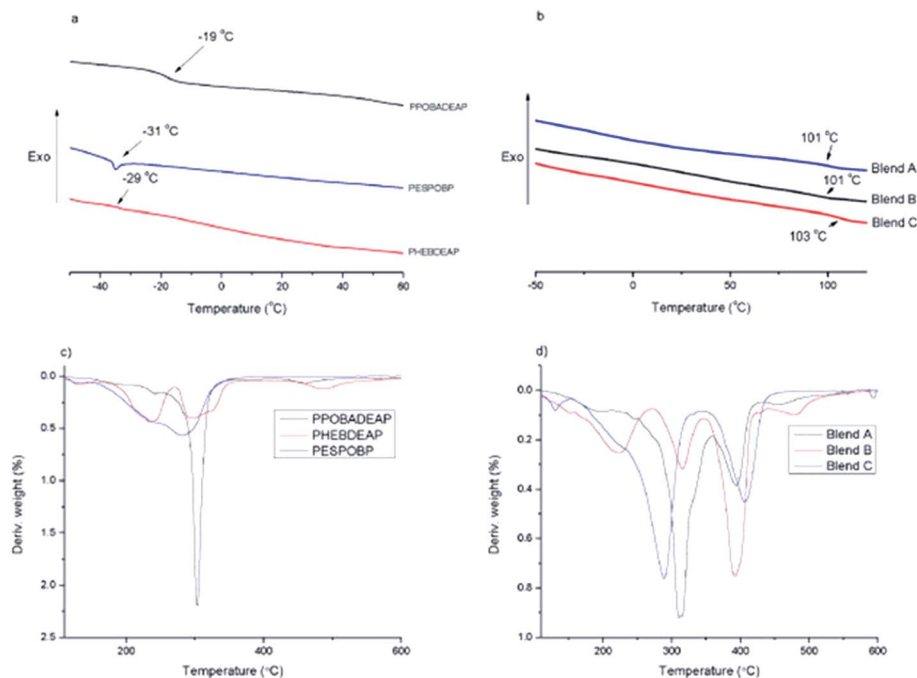 a
-19 °C
PPOBADEAP
-31 °C
Exo
-29 °C
PESPOBP
PHEBDEAP
-40 -20 0 20 40 60
Temperature (°C)
b
Exo
101 °C
Blend A
101 °C
Blend B
Blend C
103 °C
-50 0 50 100
Temperature (°C)
c)
0.0
0.5
1.0
1.5
2.0
2.5
Deriv. weight (%)
PPOBADEAP
PHEBDEAP
PESPOBP
200 400 600
Temperature (°C)
d)
0.0
0.2
0.4
0.6
0.8
1.0
Deriv. weight (%)
Blend A
Blend B
Blend C
200 300 400 500 600
Temperature (°C)